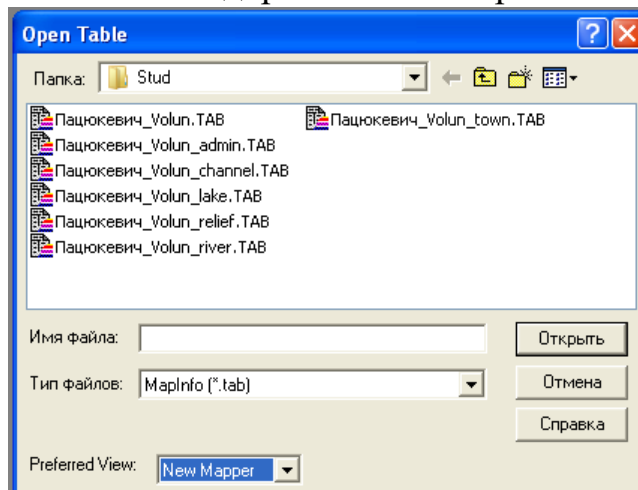 Open Table
Папка: Stud
Пацюкевич_Volun.TAB
Пацюкевич_Volun_admin.TAB
Пацюкевич_Volun_channel.TAB
Пацюкевич_Volun_lake.TAB
Пацюкевич_Volun_relief.TAB
Пацюкевич_Volun_river.TAB
Пацюкевич_Volun_town.TAB
Имя файла:
Открыть
Тип файлов: MapInfo (*.tab)
Отмена
Справка
Preferred View: New Mapper